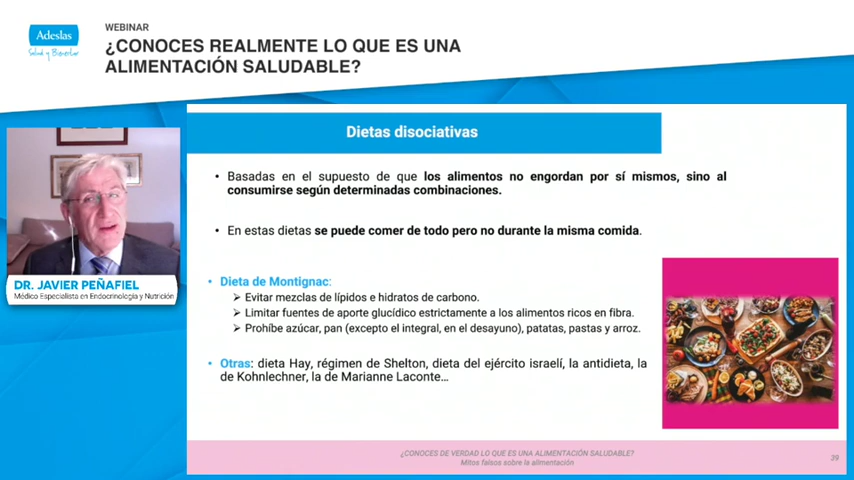 Adeslas
Salud y Bienestar
WEBINAR
¿CONOCES REALMENTE LO QUE ES UNA
ALIMENTACIÓN SALUDABLE?
Dietas disociativas
• Basadas en el supuesto de que los alimentos no engordan por sí mismos, sino al
consumirse según determinadas combinaciones.
• En estas dietas se puede comer de todo pero no durante la misma comida.
• Dieta de Montignac:
➢ Evitar mezclas de lípidos e hidratos de carbono.
➢ Limitar fuentes de aporte glucídico estrictamente a los alimentos ricos en fibra.
➢ Prohíbe azúcar, pan (excepto el integral, en el desayuno), patatas, pastas y arroz.
• Otras: dieta Hay, régimen de Shelton, dieta del ejército israelí, la antidieta, la
de Kohnlechner, la de Marianne Laconte…
DR. JAVIER PEÑAFIEL
Médico Especialista en Endocrinología y Nutrición
¿CONOCES DE VERDAD LO QUE ES UNA ALIMENTACIÓN SALUDABLE?
Mitos falsos sobre la alimentación
39